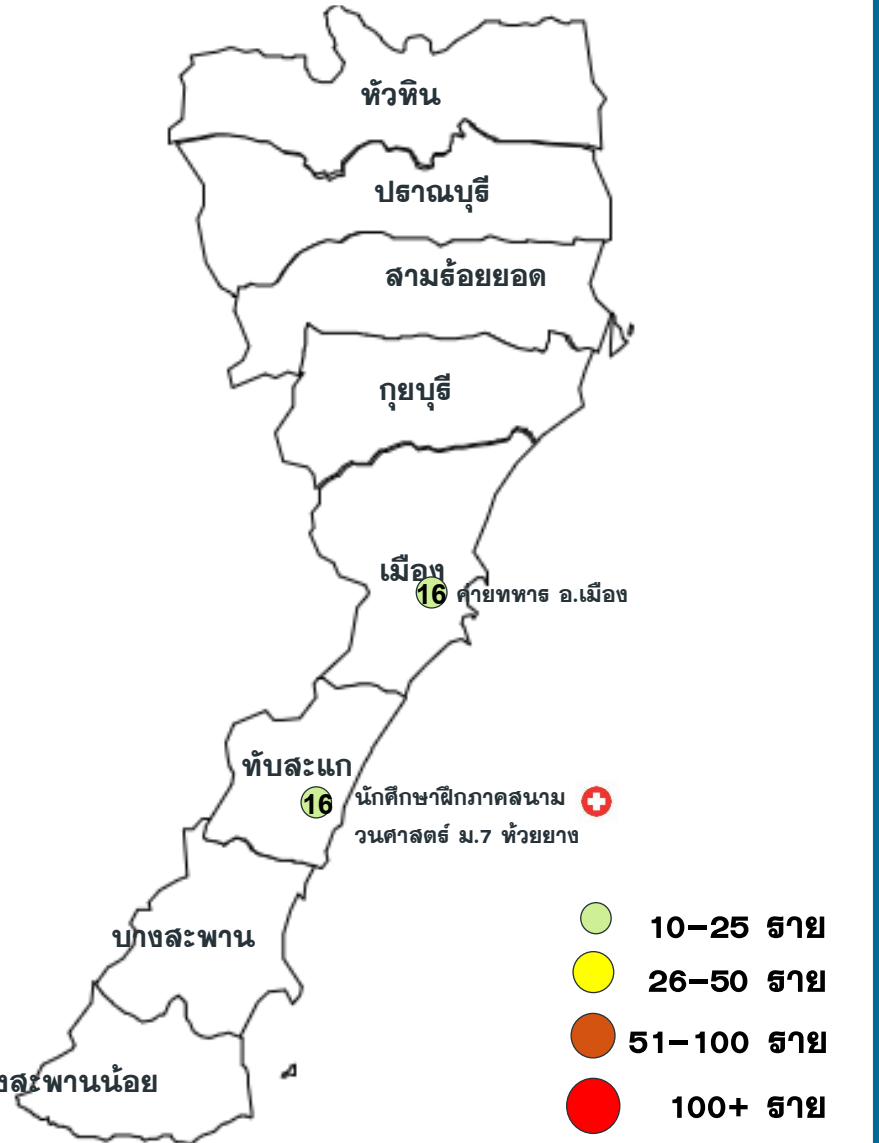 หัวหิน
ปราณบุรี
สามร้อยยอด
กุยบุรี
เมือง
16 ค่ายทหาร อ.เมือง
ทับสะแก
16 นักศึกษาฝึกภาคสนาม
วนศาสตร์ ม.7 ห้วยยาง
บางสะพาน
งสะพานน้อย
10-25 ราย
26-50 ราย
51-100 ราย
100+ ราย